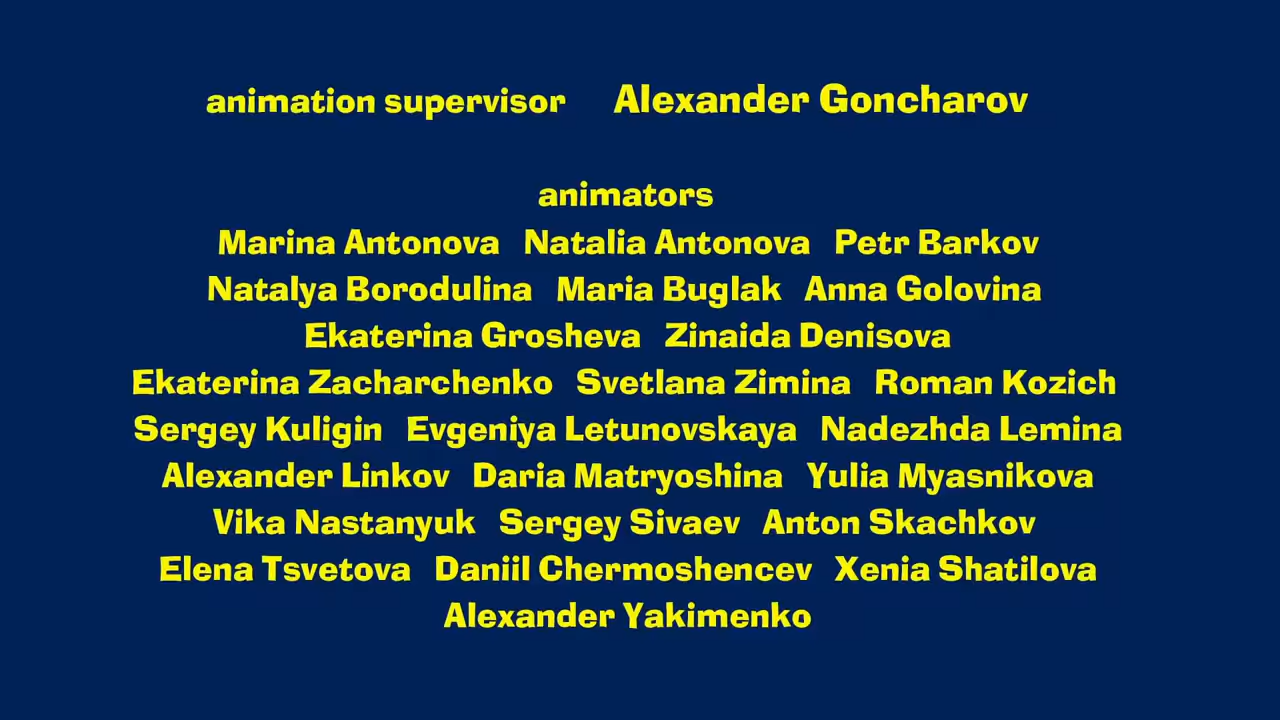 animation supervisor Alexander Goncharov
animators
Marina Antonova Natalia Antonova Petr Barkov
Natalya Borodulina Maria Buglak Anna Golovina
Ekaterina Grosheva Zinaida Denisova
Ekaterina Zacharchenko Svetlana Zimina Roman Kozich
Sergey Kuligin Evgeniya Letunovskaya Nadezhda Lemina
Alexander Linkov Daria Matryoshina Yulia Myasnikova
Vika Nastanyuk Sergey Sivaev Anton Skachkov
Elena Tsvetova Daniil Chermoshencev Xenia Shatilova
Alexander Yakimenko